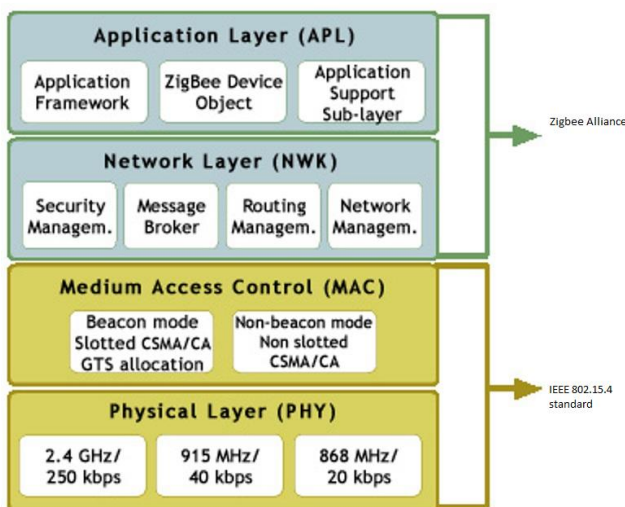 Application Layer (APL)
Application
Framework
ZigBee Device
Object
Application
Support
Sub-layer
Zigbee Alliance
Network Layer (NWK)
Security
Managem.
Message
Broker
Routing
Managem.
Network
Managem.
Medium Access Control (MAC)
Beacon mode
Slotted CSMA/CA
GTS allocation
Non-beacon mode
Non slotted
CSMA/CA
IEEE 802.15.4
standard
Physical Layer (PHY)
2.4 GHz/
250 kbps
915 MHz/
40 kbps
868 MHz/
20 kbps